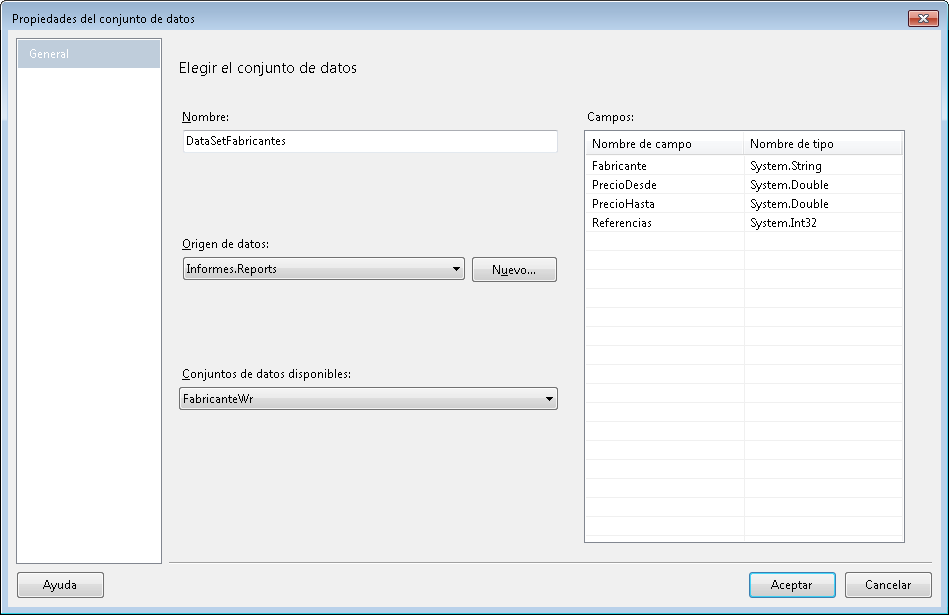 Propiedades del conjunto de datos
General
Elegir el conjunto de datos
Nombre:
DataSetFabricantes
Origen de datos:
Informes.Reports
Nuevo...
Conjuntos de datos disponibles:
FabricanteWr
Campos:
Nombre de campo Nombre de tipo
Fabricante System.String
PrecioDesde System.Double
PrecioHasta System.Double
Referencias System.Int32
Ayuda
Aceptar
Cancelar